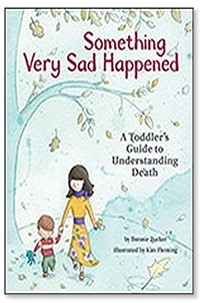 Something
Very Sad Happened
A Toddler's
Guide to
Understanding
Death
by Bonnie Zucker
illustrated by Kim Fleming